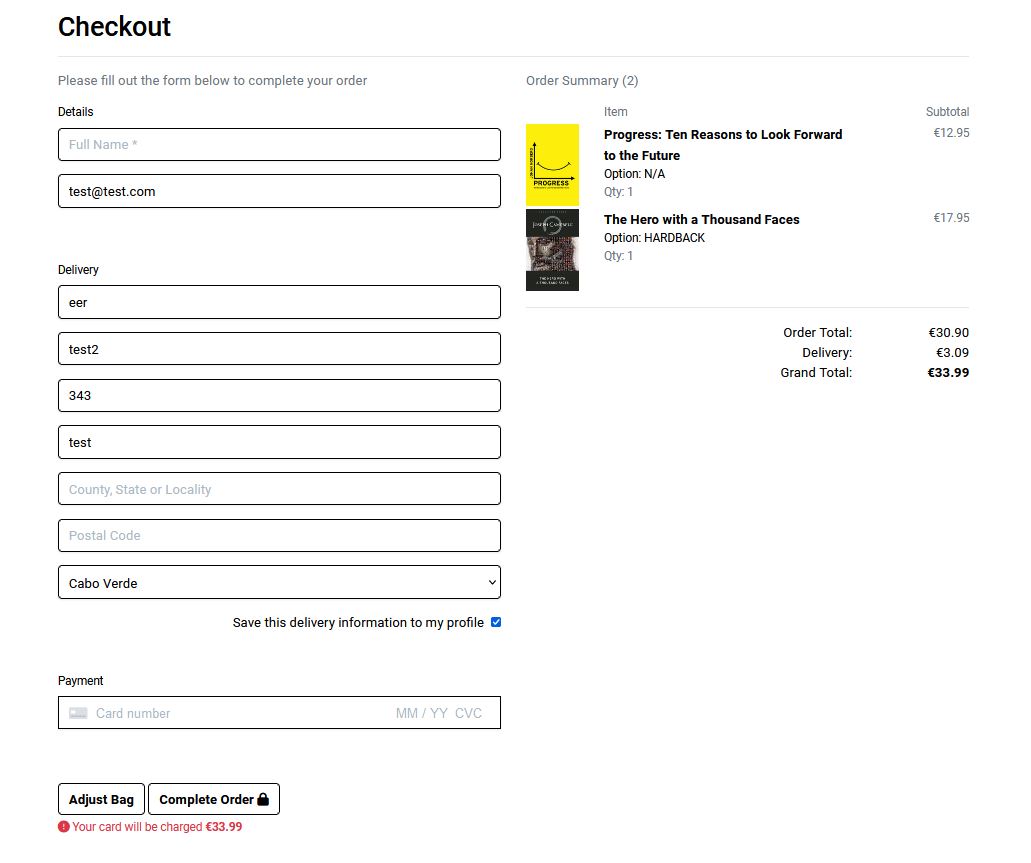 Checkout
Please fill out the form below to complete your order
Details
Full Name *
test@test.com
Delivery
eer
test2
343
test
County, State or Locality
Postal Code
Cabo Verde
Save this delivery information to my profile
Payment
Card number MM / YY CVC
Adjust Bag Complete Order
Your card will be charged €33.99
Order Summary (2)
Item Subtotal
PROGRESS
Progress: Ten Reasons to Look Forward €12.95
to the Future
Option: N/A
Qty: 1
JOSEPH CAMPBELL
THE HERO WITH
A THOUSAND FACES
The Hero with a Thousand Faces €17.95
Option: HARDBACK
Qty: 1
Order Total: €30.90
Delivery: €3.09
Grand Total: €33.99